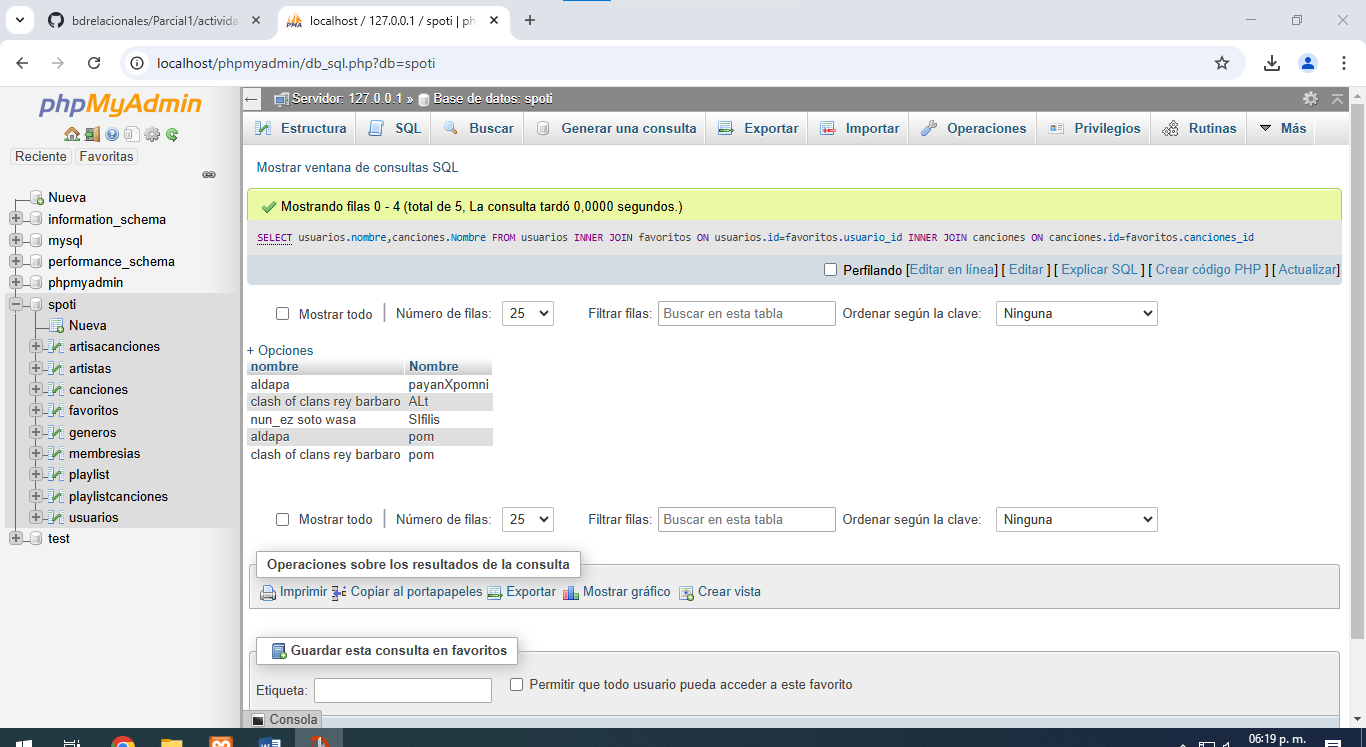 bdrelacionales/Parcial1/activida
localhost / 127.0.0.1 / spoti | ph
localhost/phpmyadmin/db_sql.php?db=spoti
phpMyAdmin
Reciente Favoritas
Nueva
information_schema
mysql
performance_schema
phpmyadmin
spoti
Nueva
artisacanciones
artistas
canciones
favoritos
generos
membresias
playlist
playlistcanciones
usuarios
test
Servidor: 127.0.0.1 » Base de datos: spoti
Estructura SQL Buscar Generar una consulta Exportar Importar Operaciones Privilegios Rutinas Más
Mostrar ventana de consultas SQL
Mostrando filas 0 - 4 (total de 5, La consulta tardó 0,0000 segundos.)
SELECT usuarios.nombre,canciones.Nombre FROM usuarios INNER JOIN favoritos ON usuarios.id=favoritos.usuario_id INNER JOIN canciones ON canciones.id=favoritos.canciones_id
Perfilando [Editar en línea] [ Editar ] [ Explicar SQL ] [ Crear código PHP ] [ Actualizar]
Mostrar todo Número de filas: 25 Filtrar filas: Buscar en esta tabla Ordenar según la clave: Ninguna
+ Opciones
nombre Nombre
aldapa payanXpomni
clash of clans rey barbaro ALt
nun_ez soto wasa SIfilis
aldapa pom
clash of clans rey barbaro pom
Mostrar todo Número de filas: 25 Filtrar filas: Buscar en esta tabla Ordenar según la clave: Ninguna
Operaciones sobre los resultados de la consulta
Imprimir Copiar al portapapeles Exportar Mostrar gráfico Crear vista
Guardar esta consulta en favoritos
Etiqueta: Permitir que todo usuario pueda acceder a este favorito
Consola
06:19 p. m.